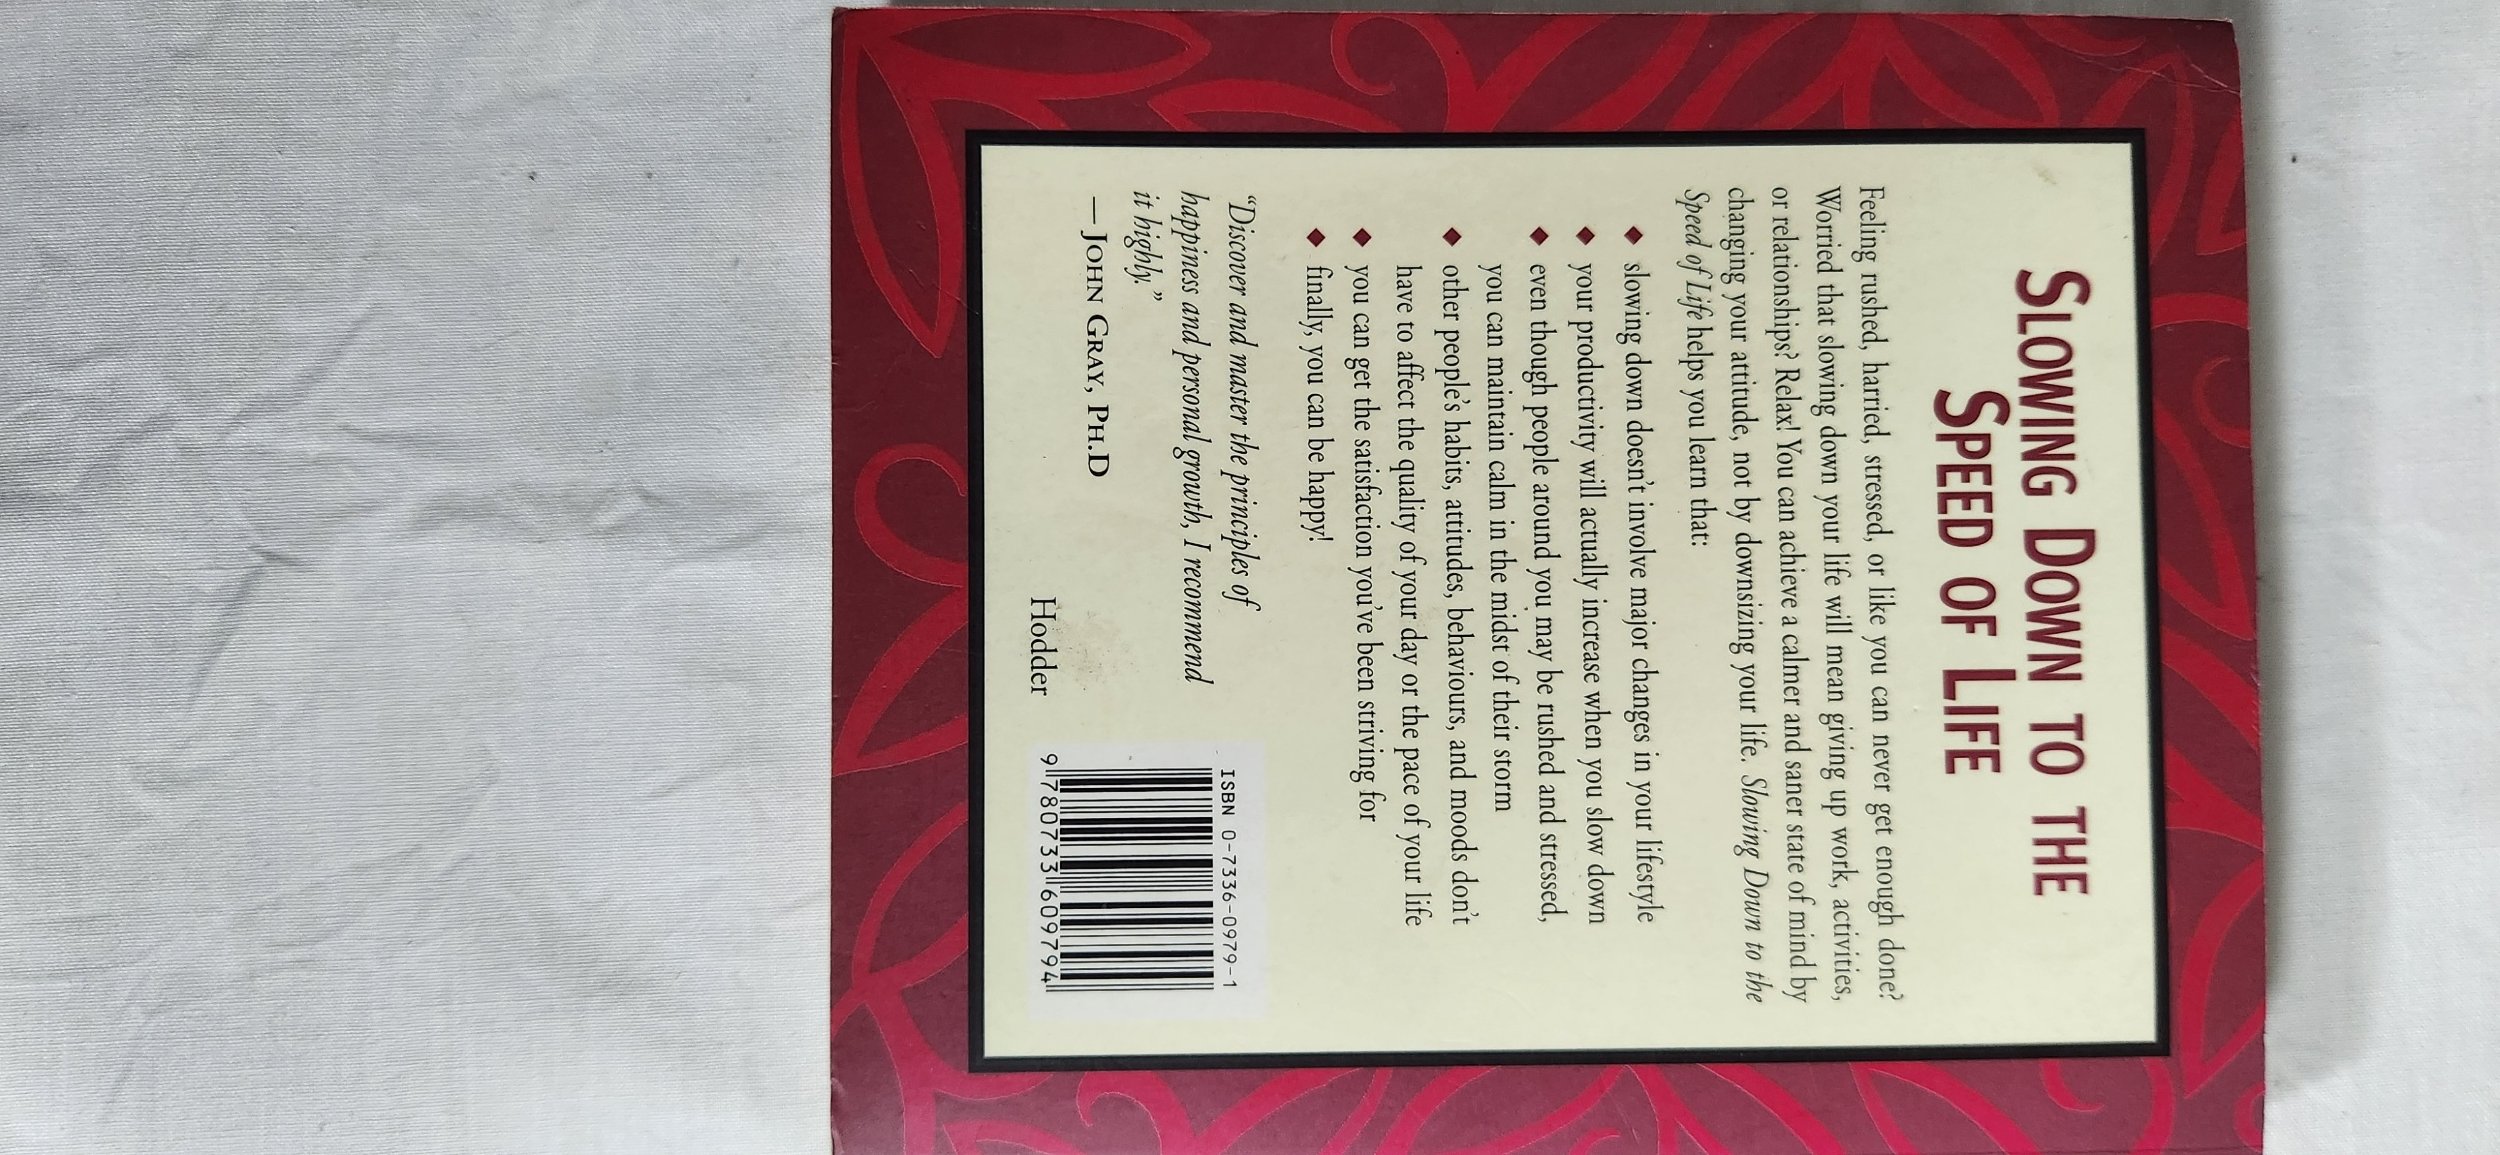 SLOWING DOWN TO THE
SPEED OF LIFE
Feeling rushed, harried, stressed, or like you can never get enough done?
Worried that slowing down your life will mean giving up work, activities,
or relationships? Relax! You can achieve a calmer and saner state of mind by
changing your attitude, not by downsizing your life. Slowing Down to the
Speed of Life helps you learn that:
◆ slowing down doesn't involve major changes in your lifestyle
◆ your productivity will actually increase when you slow down
◆ even though people around you may be rushed and stressed,
you can maintain calm in the midst of their storm
◆ other people's habits, attitudes, behaviours, and moods don't
have to affect the quality of your day or the pace of your life
◆ you can get the satisfaction you've been striving for
◆ finally, you can be happy!
“Discover and master the principles of
happiness and personal growth, I recommend
it highly.”
— JOHN GRAY, PH.D
Hodder
ISBN 0-7336-0979-1
9 780733 609794